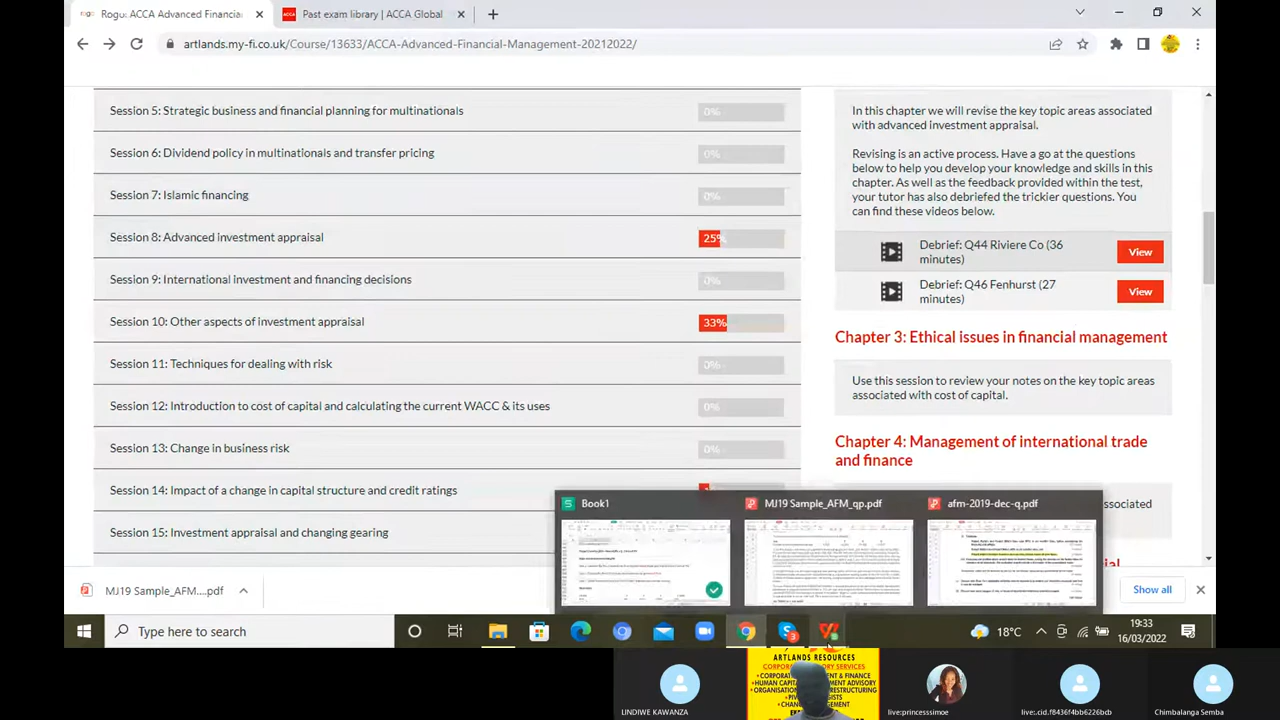 Rogo: ACCA Advanced Financial
Past exam library | ACCA Global
artlands.my-fi.co.uk/Course/13633/ACCA-Advanced-Financial-Management-20212022/
Session 5: Strategic business and financial planning for multinationals
0%
Session 6: Dividend policy in multinationals and transfer pricing
0%
Session 7: Islamic financing
0%
Session 8: Advanced investment appraisal
25%
Session 9: International investment and financing decisions
0%
Session 10: Other aspects of investment appraisal
33%
Session 11: Techniques for dealing with risk
0%
Session 12: Introduction to cost of capital and calculating the current WACC & its uses
0%
Session 13: Change in business risk
0%
Session 14: Impact of a change in capital structure and credit ratings
Session 15: Investment appraisal and changing gearing
In this chapter we will revise the key topic areas associated
with advanced investment appraisal.
Revising is an active process. Have a go at the questions
below to help you develop your knowledge and skills in this
chapter. As well as the feedback provided within the test,
your tutor has also debriefed the trickier questions. You
can find these videos below.
Debrief: Q44 Riviere Co (36
minutes)
View
Debrief: Q46 Fenhurst (27
minutes)
View
Chapter 3: Ethical issues in financial management
Use this session to review your notes on the key topic areas
associated with cost of capital.
Chapter 4: Management of international trade
and finance
ssociated
Book1
MJ19 Sample_AFM_qp.pdf
afm-2019-dec-q.pdf
MJ19 Sample_AFM....pdf
Show all
Type here to search
3
18°C
19:33
16/03/2022
ARTLANDS RESOURCES
LINDIWE KAWANZA
live:princesssimoe
live:.cid.f8436f4bb6226bcb
Chimbalanga Semba